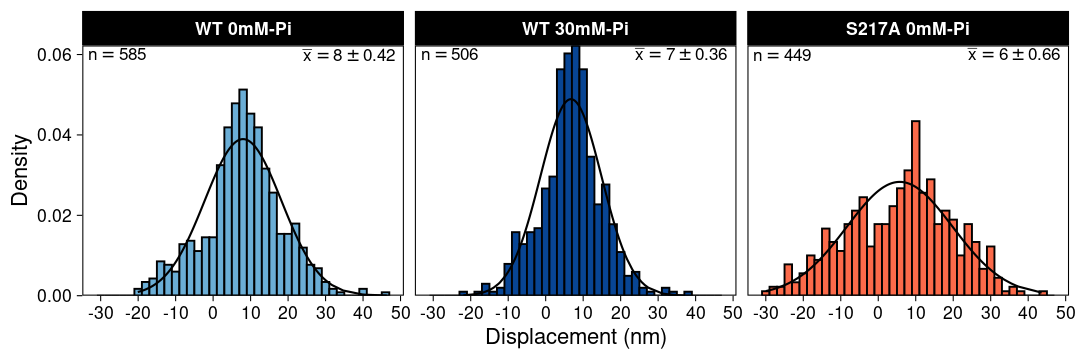 WT 0mM-Pi
WT 30mM-Pi
S217A 0mM-Pi
n = 585
x̅ = 8 ± 0.42
n = 506
x̅ = 7 ± 0.36
n = 449
x̅ = 6 ± 0.66
Density
0.06
0.04
0.02
0.00
-30 -20 -10 0 10 20 30 40 50
-30 -20 -10 0 10 20 30 40 50
-30 -20 -10 0 10 20 30 40 50
Displacement (nm)